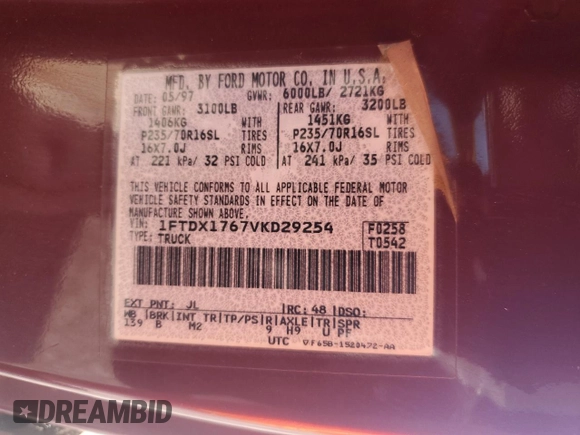 MFD. BY FORD MOTOR CO. IN U.S.A.
DATE: 05/97 GVWR: 6000LB/ 2721KG
FRONT GAWR: 3100LB REAR GAWR: 3200LB
1406KG WITH 1451KG WITH
P235/70R16SL TIRES P235/70R16SL TIRES
16X7.0J RIMS 16X7.0J RIMS
AT 221 kPa/ 32 PSI COLD AT 241 kPa/ 35 PSI COLD
THIS VEHICLE CONFORMS TO ALL APPLICABLE FEDERAL MOTOR
VEHICLE SAFETY STANDARDS IN EFFECT ON THE DATE OF
MANUFACTURE SHOWN ABOVE.
VIN: 1FTDX1767VKD29254 F0258
TYPE: TRUCK T0542
EXT PNT: JL RC: 48 DSO:
WB BRK INT TR TP/PS R AXLE TR SPR
139 B M2 9 H9 U PF
UTC VF65B-1520472-AA
DREAMBID